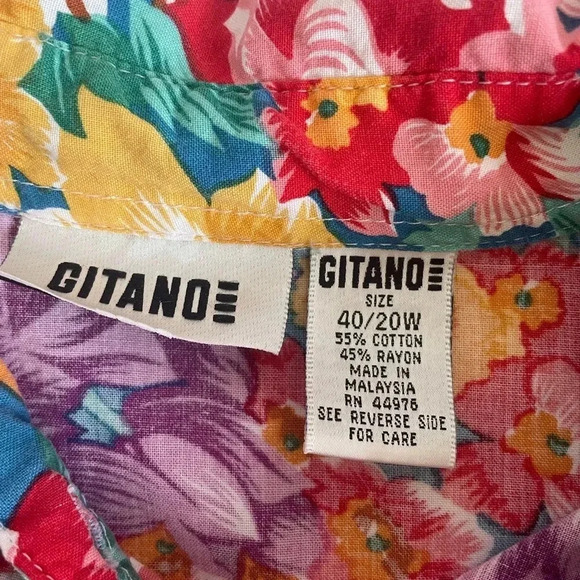 GITANO
GITANO
SIZE
40/20W
55% COTTON
45% RAYON
MADE IN
MALAYSIA
RN 44976
SEE REVERSE SIDE
FOR CARE